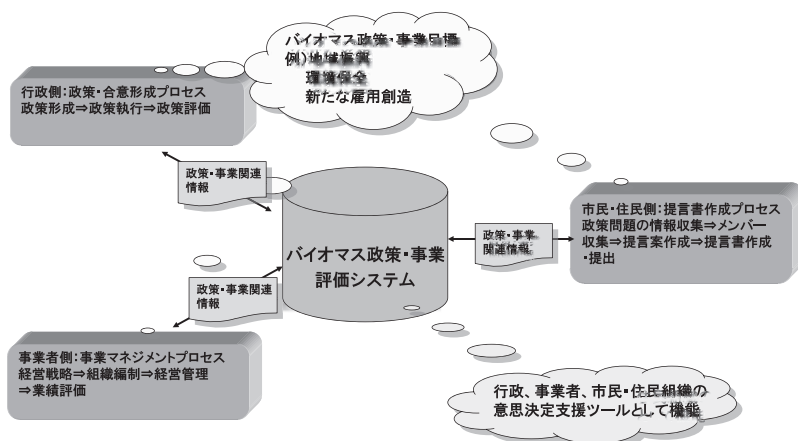 バイオマス政策・事業目標
例）地域振興
環境保全
新たな雇用創造
行政側：政策・合意形成プロセス
政策形成⇒政策執行⇒政策評価
政策・事業関連
情報
バイオマス政策・事業
評価システム
政策・事業
関連情報
市民・住民側：提言書作成プロセス
政策問題の情報収集⇒メンバー
収集⇒提言案作成⇒提言書作成
・提出
政策・事業関連
情報
事業者側：事業マネジメントプロセス
経営戦略⇒組織編制⇒経営管理
⇒業績評価
行政、事業者、市民・住民組織の
意思決定支援ツールとして機能